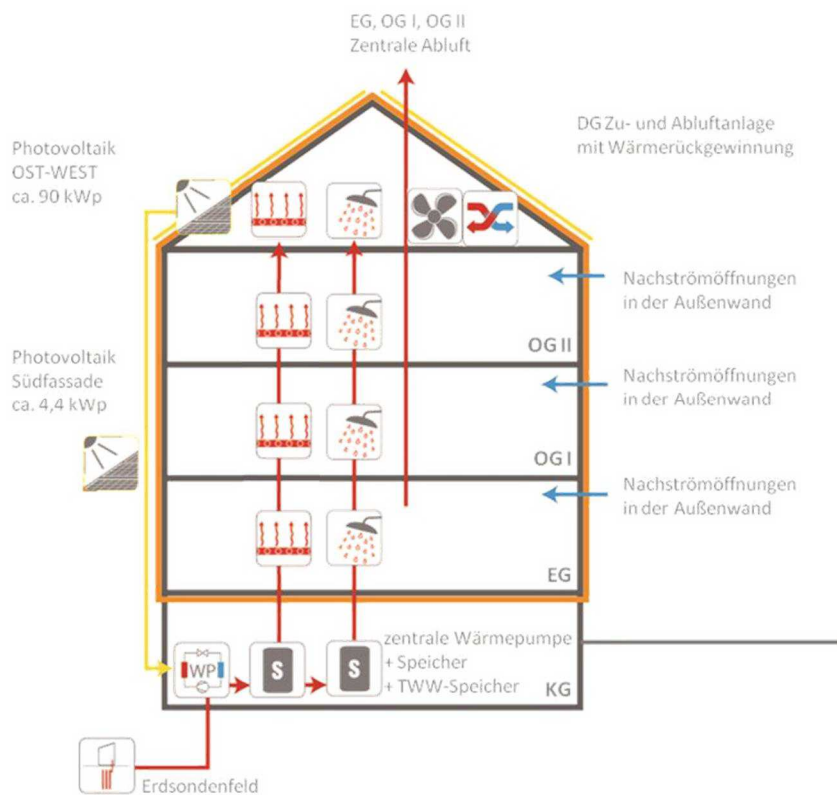 EG, OG I, OG II
Zentrale Abluft
DG Zu- und Abluftanlage
mit Wärmerückgewinnung
Photovoltaik
OST-WEST
ca. 90 kWp
Nachströmöffnungen
in der Außenwand
OG II
Photovoltaik
Südfassade
ca. 4,4 kWp
Nachströmöffnungen
in der Außenwand
OG I
Nachströmöffnungen
in der Außenwand
EG
zentrale Wärmepumpe
+ Speicher
+ TWW-Speicher
KG
WP
S
S
Erdsondenfeld